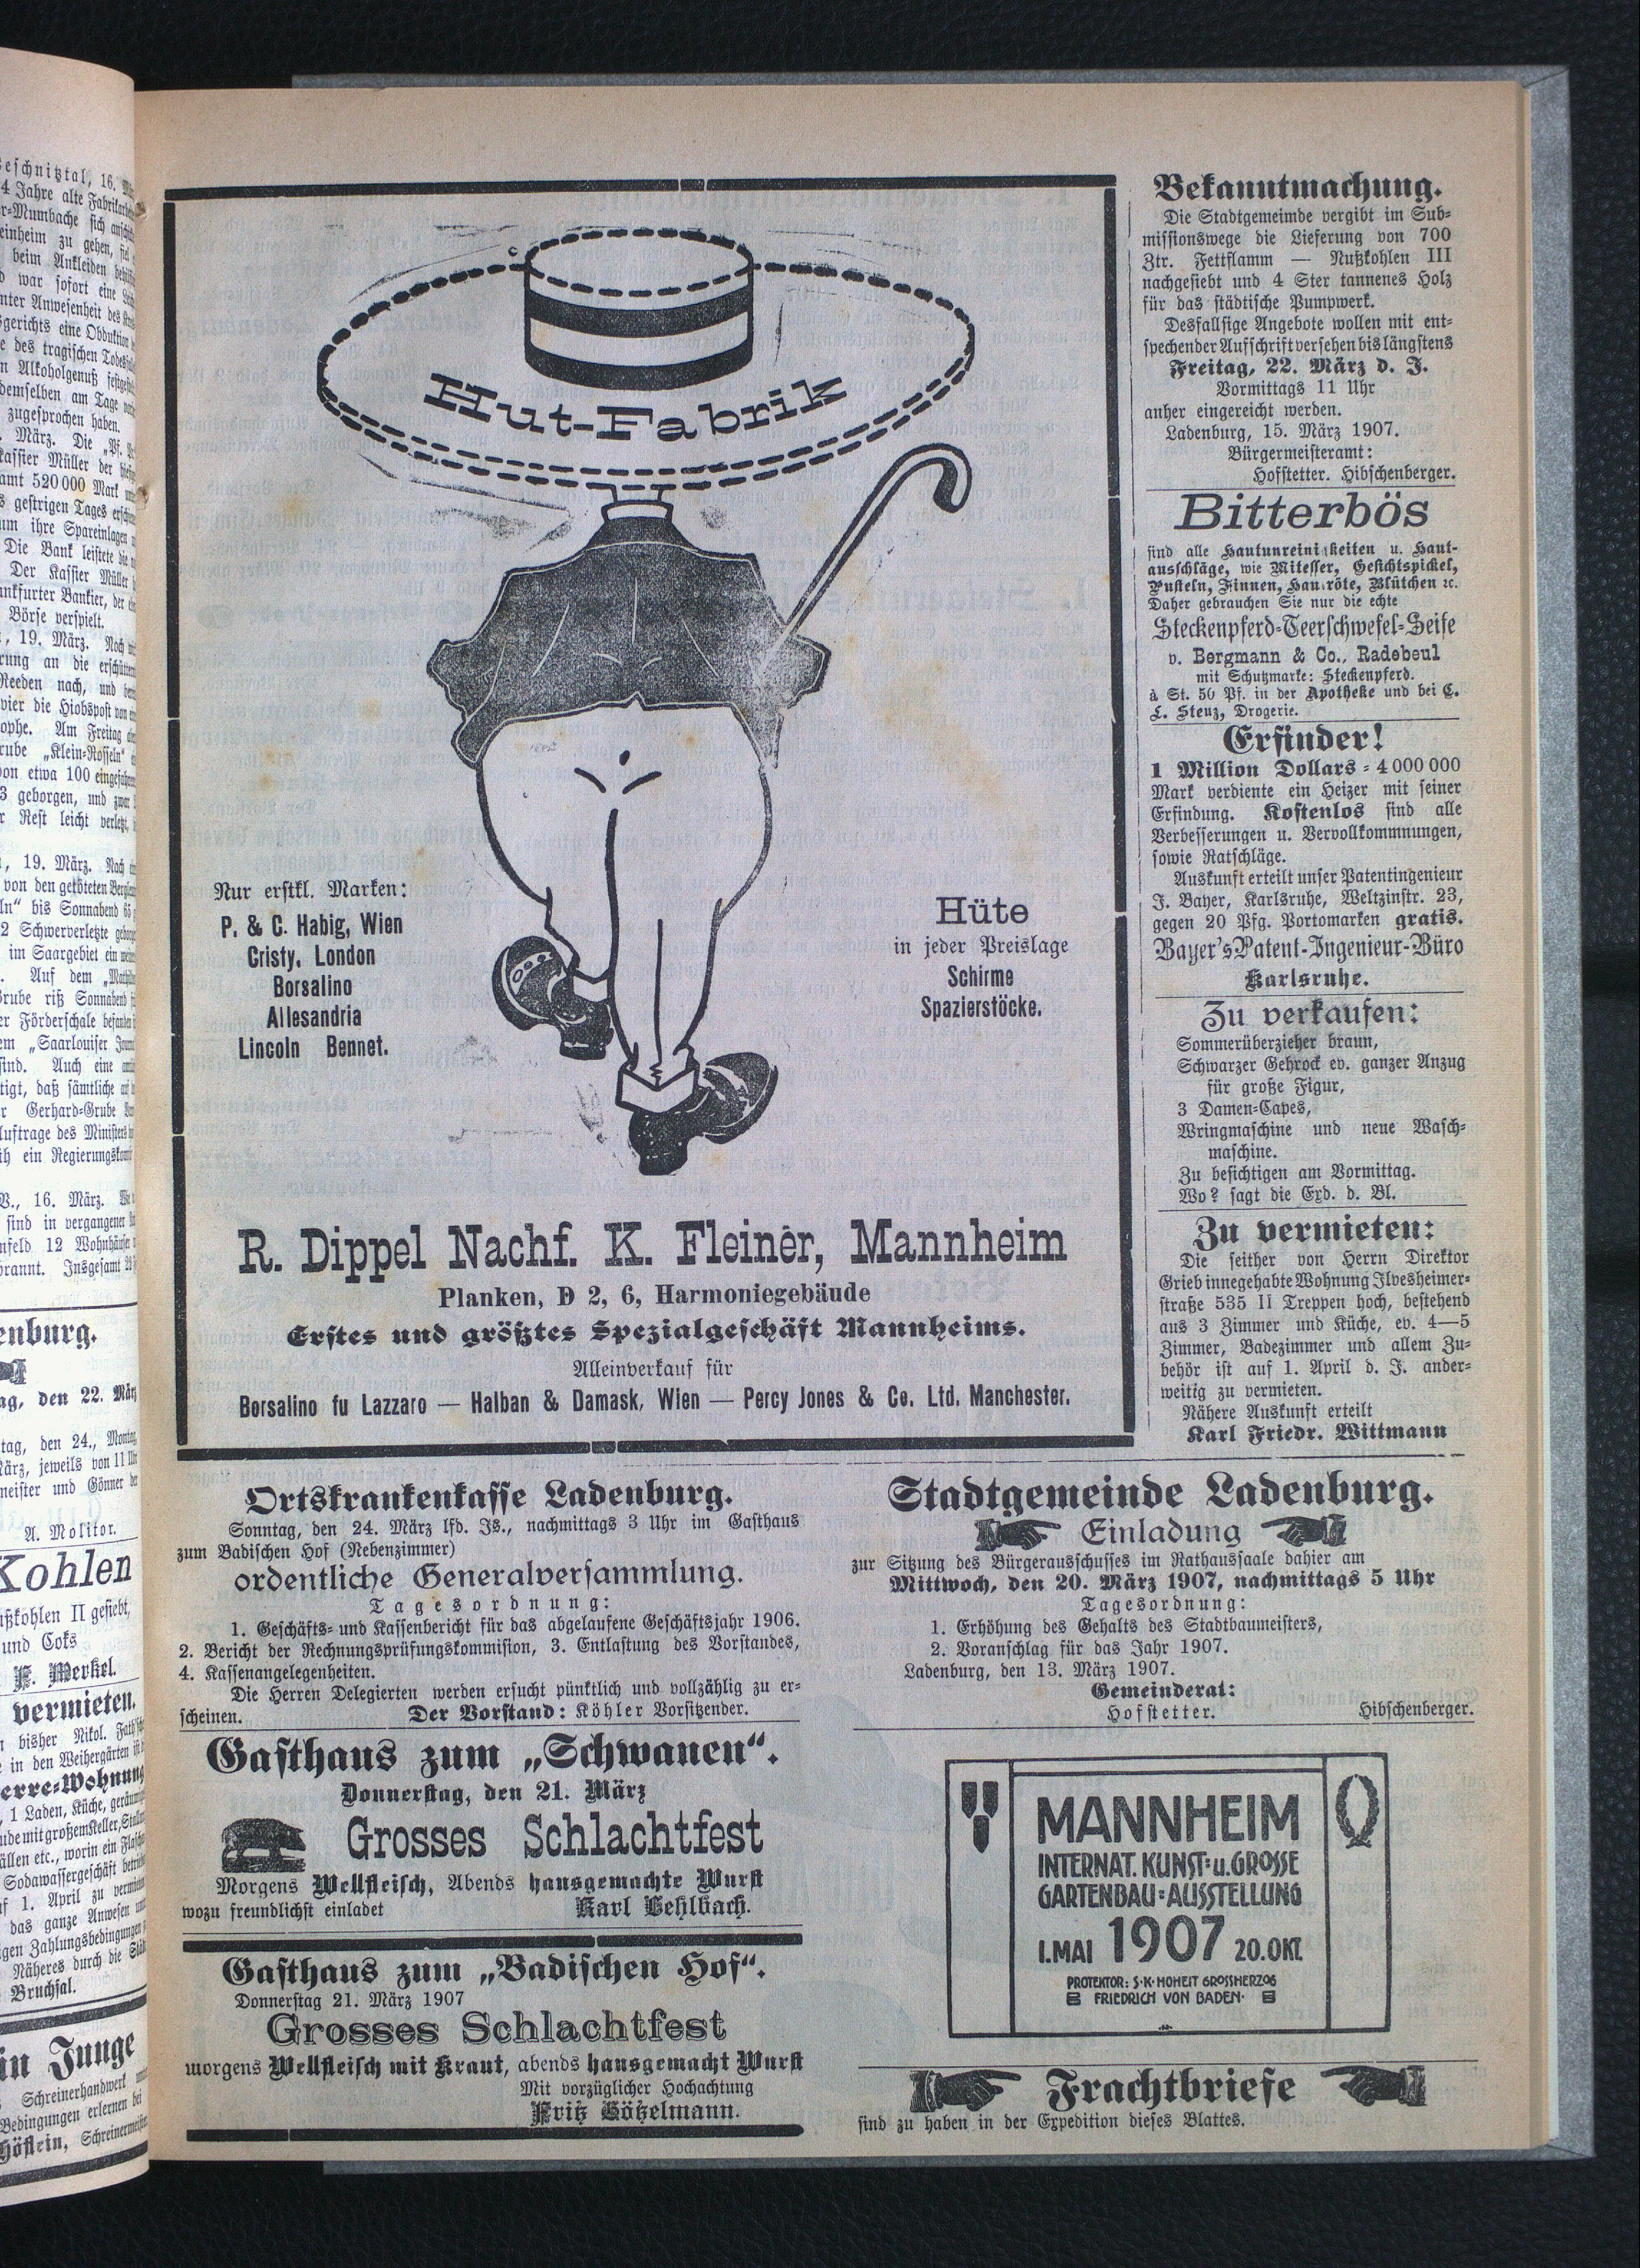 Hut-Fabrik
Nur erstkl. Marken:
P. & C. Habig, Wien
Cristy, London
Borsalino
Allesandria
Lincoln Bennet.
Hüte
in jeder Preislage
Schirme
Spazierstöcke.
R. Dippel Nachf. K. Fleiner, Mannheim
Planken, D 2, 6, Harmoniegebäude
Erstes und größtes Spezialgeschäft Mannheims.
Alleinverkauf für
Borsalino fu Lazzaro — Halban & Damask, Wien — Percy Jones & Co. Ltd. Manchester.
Bekanntmachung.
Die Stadtgemeinde vergibt im Sub-
missionswege die Lieferung von 700
Ztr. Fettflamm — Nußkohlen III
nachgesiebt und 4 Ster tannenes Holz
für das städtische Pumpwerk.
Desfallsige Angebote wollen mit ent-
spechender Aufschrift versehen bis längstens
Freitag, 22. März d. J.
Vormittags 11 Uhr
anher eingereicht werden.
Ladenburg, 15. März 1907.
Bürgermeisteramt:
Hofstetter. Hibschenberger.
Bitterbös
sind alle Hautunreinigkeiten u. Haut-
ausschläge, wie Mitesser, Gesichtspickel,
Pusteln, Finnen, Hautröte, Blütchen ꝛc.
Daher gebrauchen Sie nur die echte
Steckenpferd-Teerschwefel-Seife
v. Bergmann & Co., Radebeul
mit Schutzmarke: Steckenpferd.
à St. 50 Pf. in der Apotheke und bei C.
L. Stenz, Drogerie.
Erfinder!
1 Million Dollars = 4 000 000
Mark verdiente ein Heizer mit seiner
Erfindung. Kostenlos sind alle
Verbesserungen u. Vervollkommnungen,
sowie Ratschläge.
Auskunft erteilt unser Patentingenieur
J. Bayer, Karlsruhe, Weltzinstr. 23,
gegen 20 Pfg. Portomarken gratis.
Bayer's Patent-Ingenieur-Büro
Karlsruhe.
Zu verkaufen:
Sommerüberzieher braun,
Schwarzer Gehrock ev. ganzer Anzug
für große Figur,
3 Damen-Capes,
Wringmaschine und neue Wasch-
maschine.
Zu besichtigen am Vormittag.
Wo? sagt die Exd. d. Bl.
Zu vermieten:
Die seither von Herrn Direktor
Grieb innegehabte Wohnung Ilvesheimer-
straße 535 II Treppen hoch, bestehend
aus 3 Zimmer und Küche, ev. 4—5
Zimmer, Badezimmer und allem Zu-
behör ist auf 1. April d. J. ander-
weitig zu vermieten.
Nähere Auskunft erteilt
Karl Friedr. Wittmann
Ortskrankenkasse Ladenburg.
Sonntag, den 24. März lfd. Js., nachmittags 3 Uhr im Gasthaus
zum Badischen Hof (Nebenzimmer)
ordentliche Generalversammlung.
Tagesordnung:
1. Geschäfts- und Kassenbericht für das abgelaufene Geschäftsjahr 1906.
2. Bericht der Rechnungsprüfungskommision, 3. Entlastung des Vorstandes,
4. Kassenangelegenheiten.
Die Herren Delegierten werden ersucht pünktlich und vollzählig zu er-
scheinen. Der Vorstand: Köhler Vorsitzender.
Gasthaus zum „Schwanen“.
Donnerstag, den 21. März
Grosses Schlachtfest
Morgens Wellfleisch, Abends hausgemachte Wurst
wozu freundlichst einladet Karl Lehlbach.
Gasthaus zum „Badischen Hof“.
Donnerstag 21. März 1907
Grosses Schlachtfest
morgens Wellfleisch mit Kraut, abends hausgemacht Wurst
Mit vorzüglicher Hochachtung
Fritz Götzelmann.
Stadtgemeinde Ladenburg.
Einladung
zur Sitzung des Bürgerausschusses im Rathaussaale dahier am
Mittwoch, den 20. März 1907, nachmittags 5 Uhr
Tagesordnung:
1. Erhöhung des Gehalts des Stadtbaumeisters,
2. Voranschlag für das Jahr 1907.
Ladenburg, den 13. März 1907.
Gemeinderat:
Hofstetter. Hibschenberger.
MANNHEIM
INTERNAT. KUNST- u. GROSSE
GARTENBAU-AUSSTELLUNG
1. MAI 1907 20. OKT.
PROTEKTOR: S. K. HOHEIT GROSSHERZOG
FRIEDRICH VON BADEN.
Frachtbriefe
sind zu haben in der Expedition dieses Blattes.